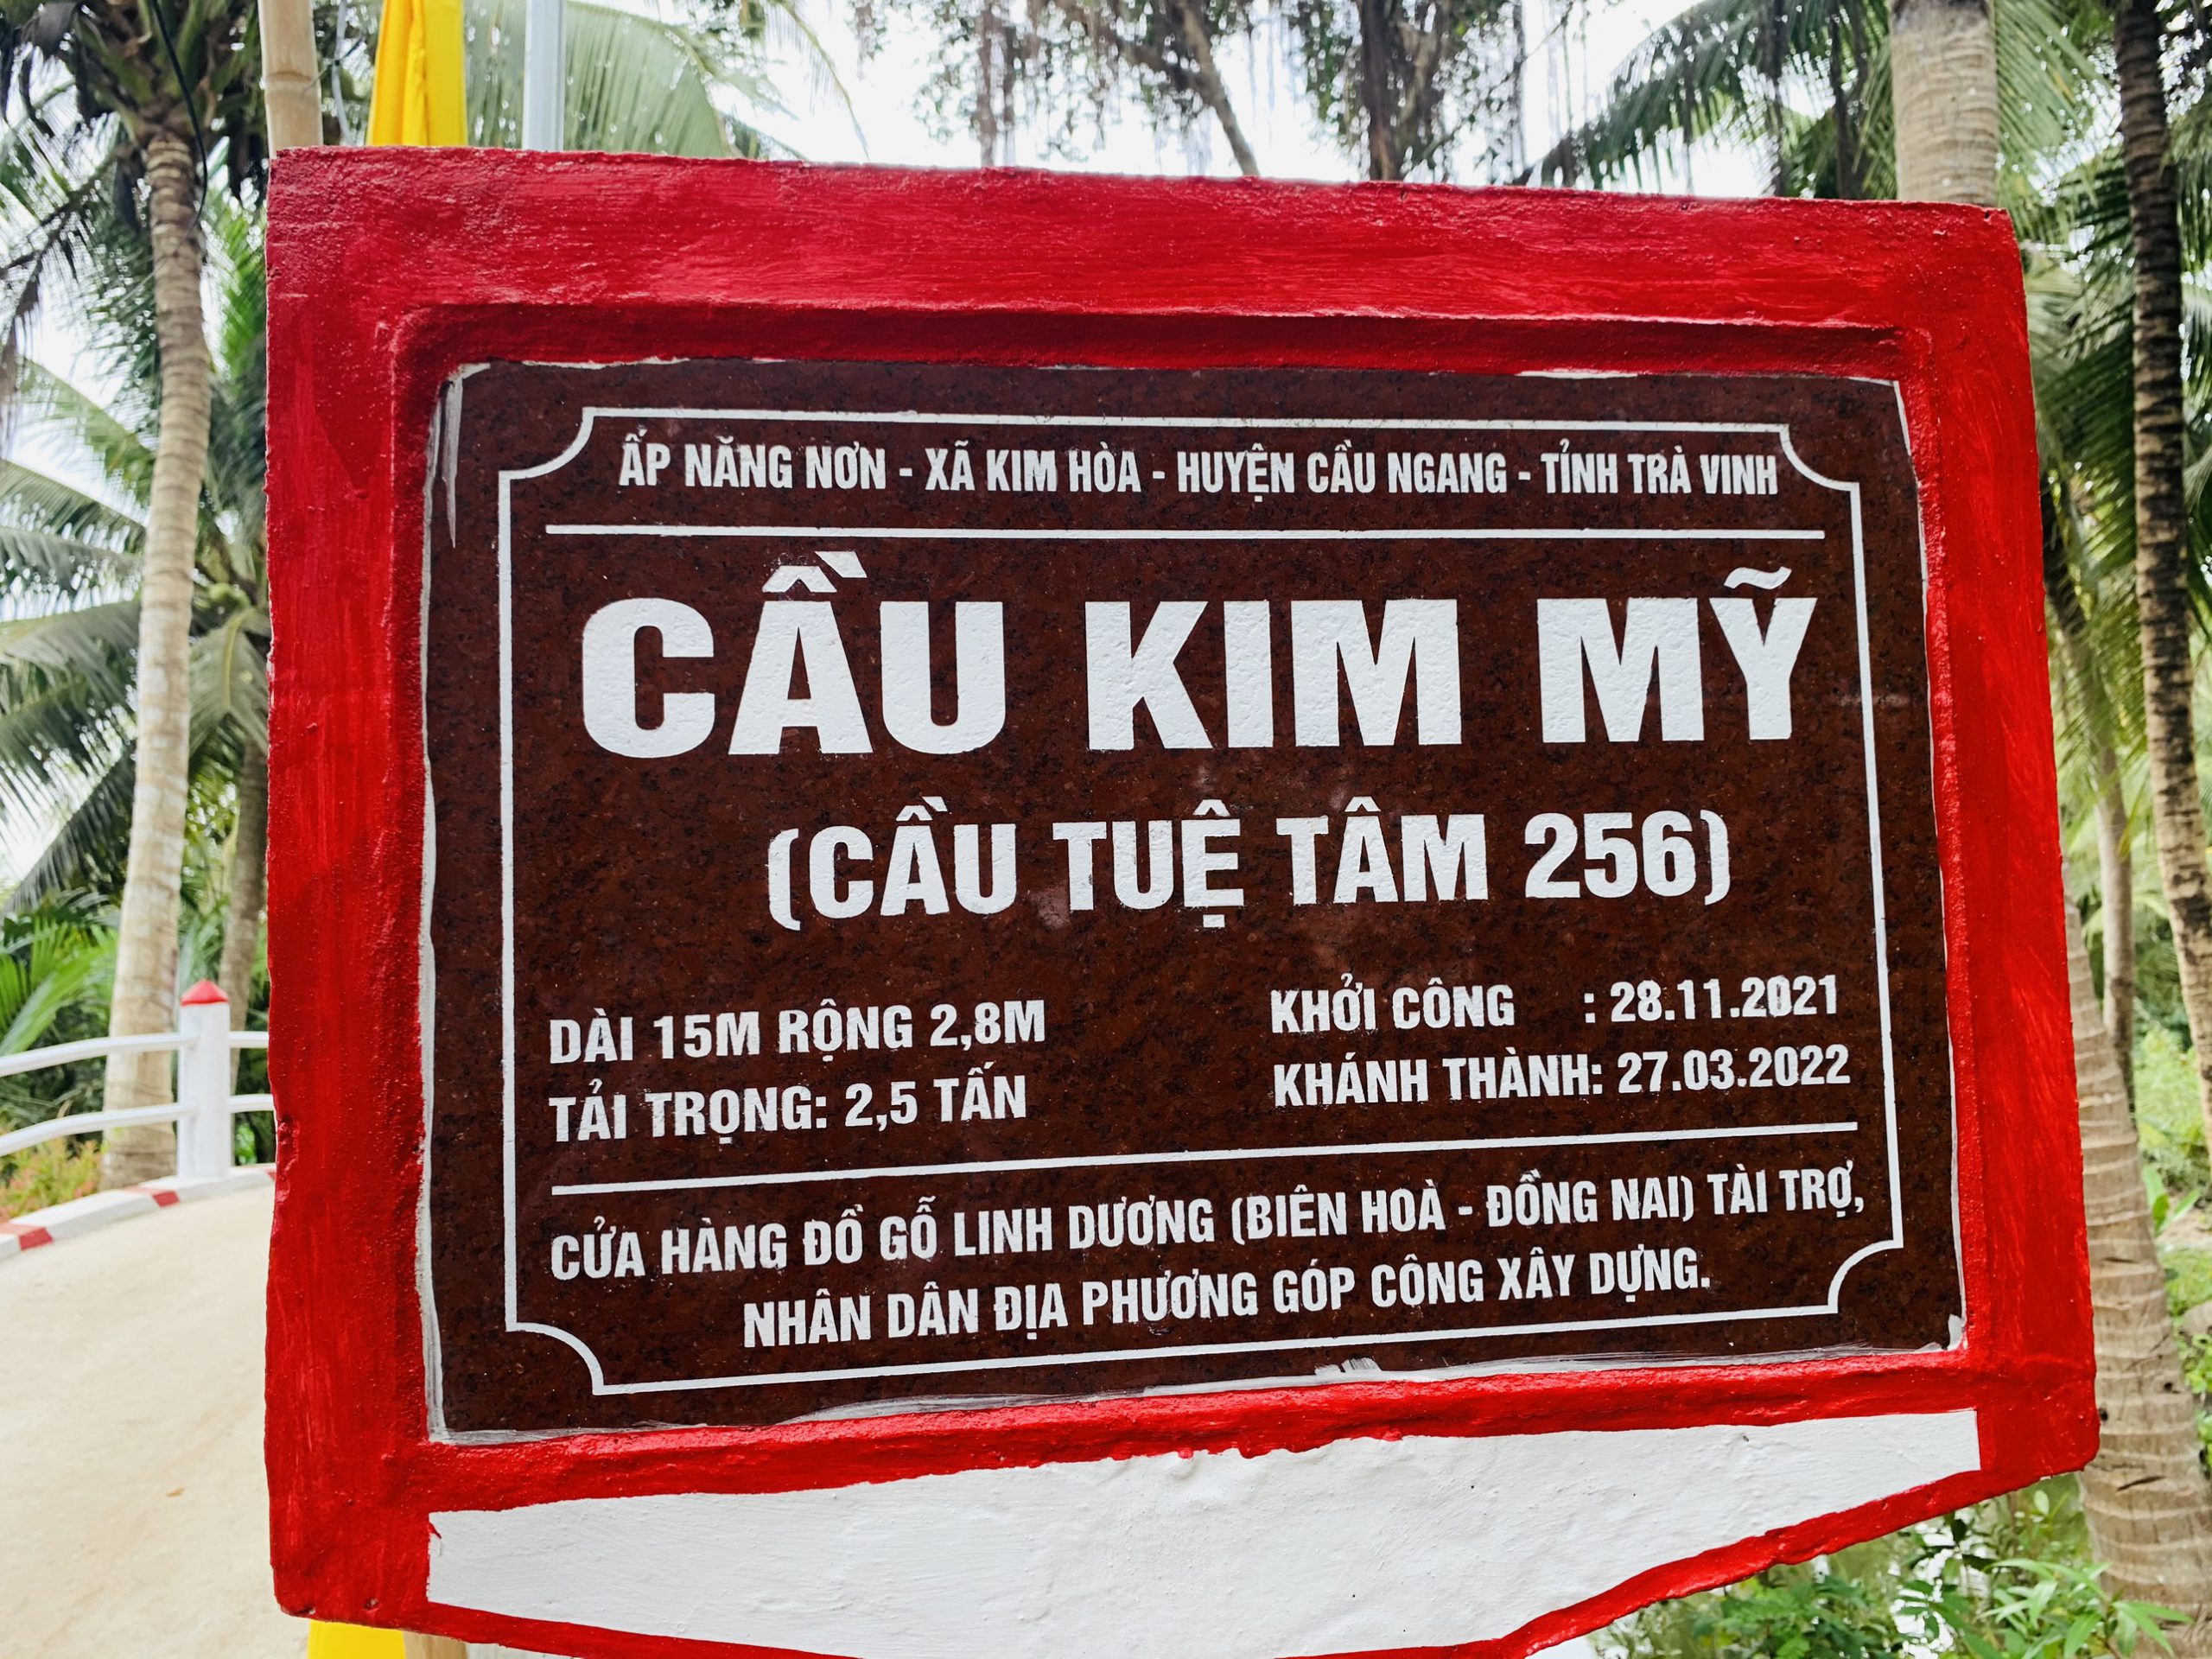 ẤP NĂNG NƠN - XÃ KIM HÒA - HUYỆN CẦU NGANG - TỈNH TRÀ VINH
CẦU KIM MỸ
(CẦU TUỆ TÂM 256)
DÀI 15M RỘNG 2,8M
TẢI TRỌNG: 2,5 TẤN
KHỞI CÔNG : 28.11.2021
KHÁNH THÀNH: 27.03.2022
CỬA HÀNG ĐỒ GỖ LINH DƯƠNG (BIÊN HOÀ - ĐỒNG NAI) TÀI TRỢ,
NHÂN DÂN ĐỊA PHƯƠNG GÓP CÔNG XÂY DỰNG.